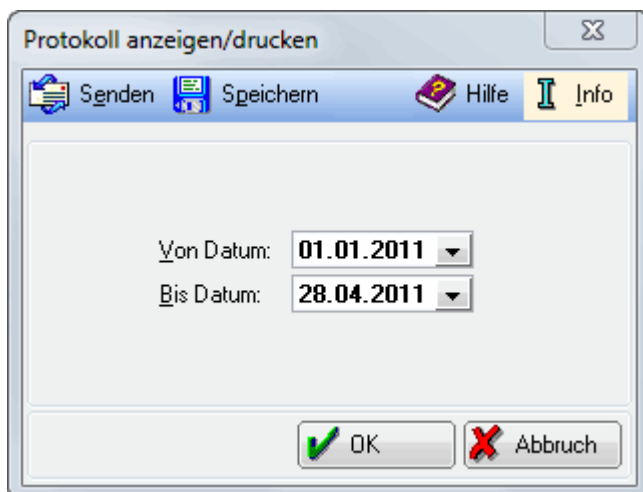 Protokoll anzeigen/drucken
Senden Speichern Hilfe Info
Von Datum: 01.01.2011
Bis Datum: 28.04.2011
OK Abbruch